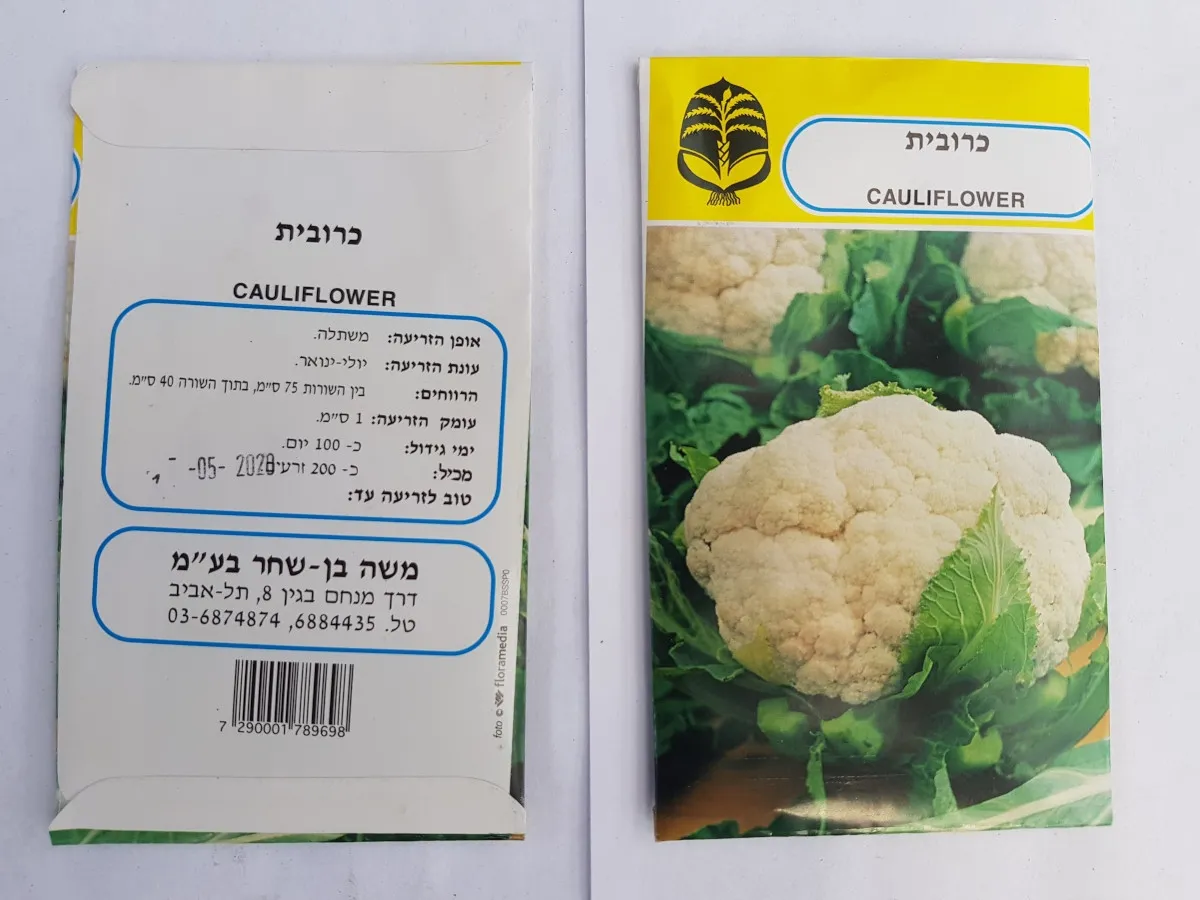 כרובית
CAULIFLOWER
אופן הזריעה: משתלה.
עונת הזריעה: יולי-ינואר.
הרווחים: בין השורות 75 ס״מ, בתוך השורה 40 ס״מ.
עומק הזריעה: 1 ס״מ.
ימי גידול: כ- 100 יום.
מכיל: כ- 200 זרעי
-05- 2020
טוב לזריעה עד:
משה בן-שחר בע״מ
דרך מנחם בגין 8, תל-אביב
טל. 6884435, 03-6874874
7 290001 789698
foto © floramedia 0007BSSP0
כרובית
CAULIFLOWER